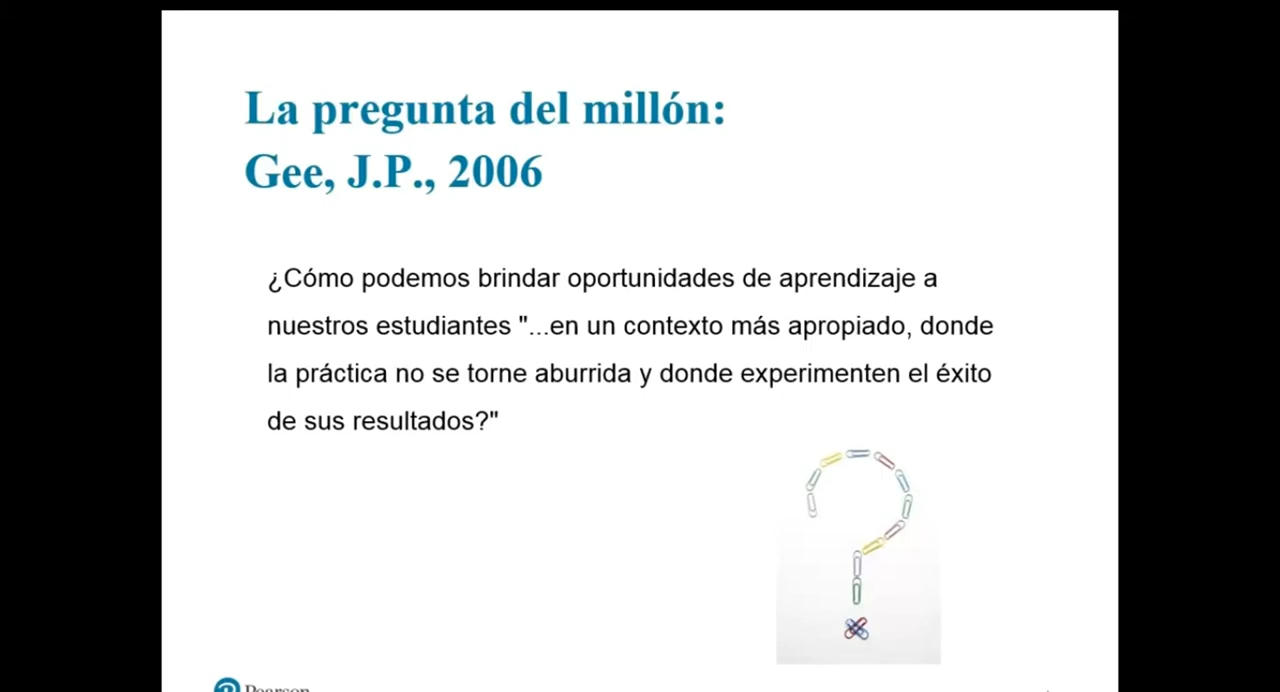 La pregunta del millón:
Gee, J.P., 2006
¿Cómo podemos brindar oportunidades de aprendizaje a
nuestros estudiantes "...en un contexto más apropiado, donde
la práctica no se torne aburrida y donde experimenten el éxito
de sus resultados?"
Pearson